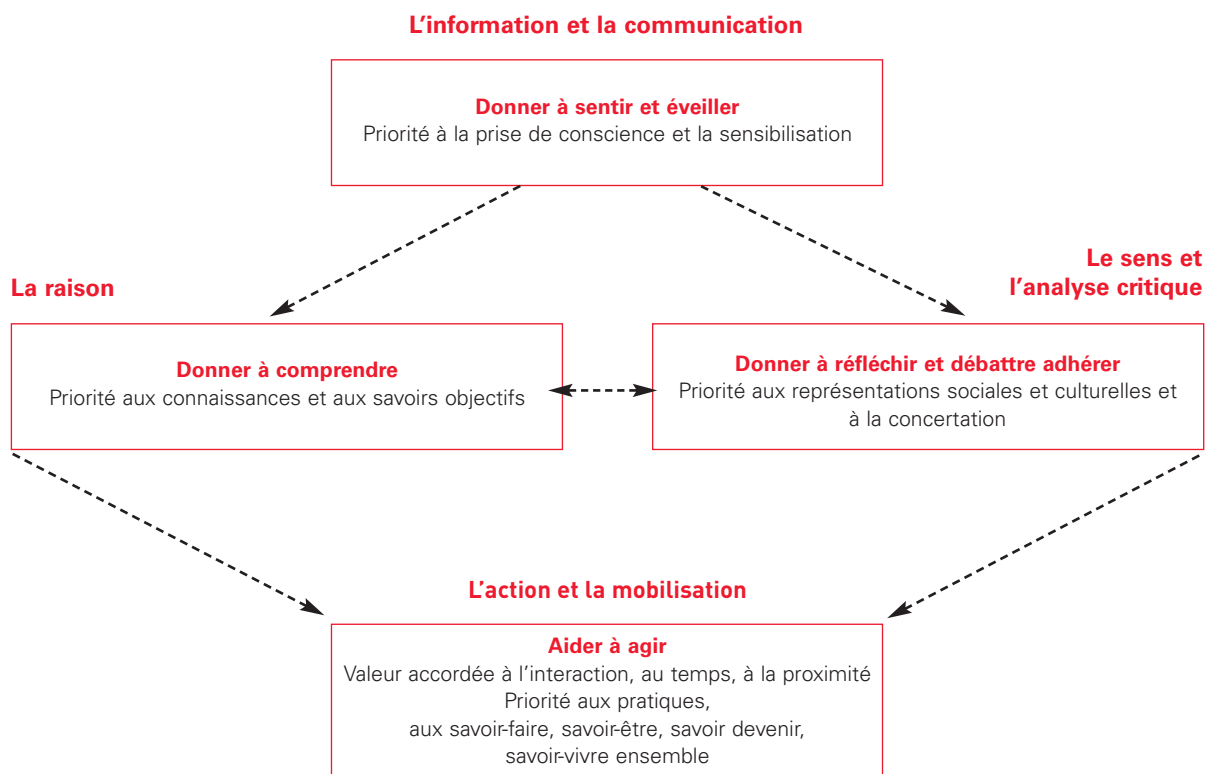 L'information et la communication
Donner à sentir et éveiller
Priorité à la prise de conscience et la sensibilisation
La raison
Le sens et
l'analyse critique
Donner à comprendre
Priorité aux connaissances et aux savoirs objectifs
Donner à réfléchir et débattre adhérer
Priorité aux représentations sociales et culturelles et
à la concertation
L'action et la mobilisation
Aider à agir
Valeur accordée à l'interaction, au temps, à la proximité
Priorité aux pratiques,
aux savoir-faire, savoir-être, savoir devenir,
savoir-vivre ensemble